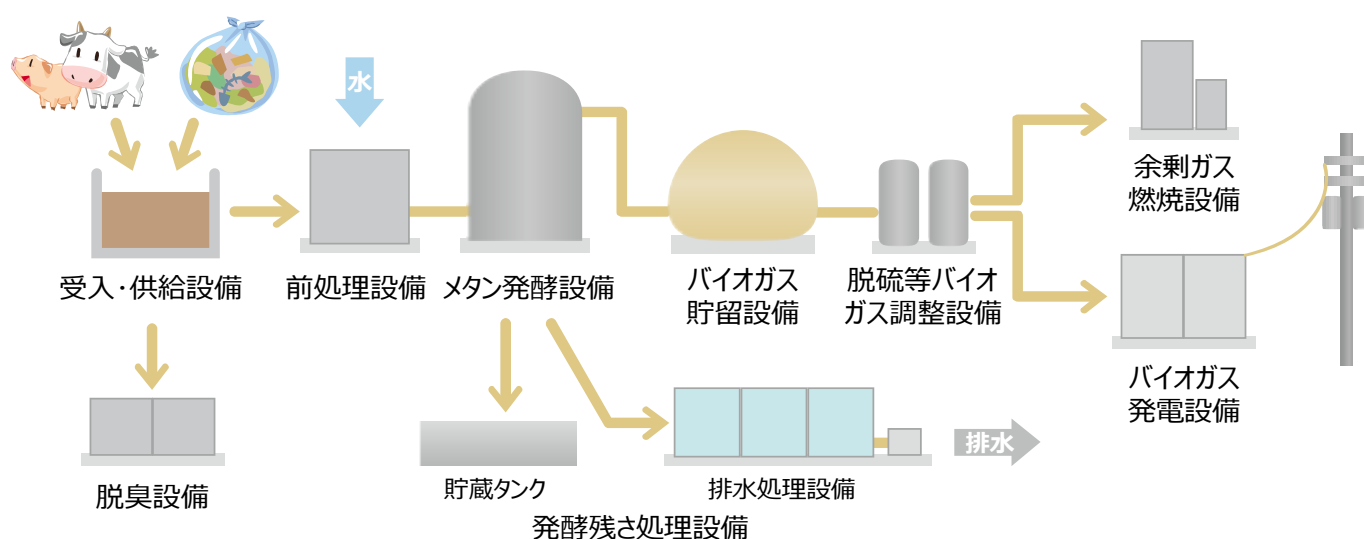 水
余剰ガス
燃焼設備
受入・供給設備
前処理設備
メタン発酵設備
バイオガス
貯留設備
脱硫等バイオ
ガス調整設備
バイオガス
発電設備
脱臭設備
貯蔵タンク
排水処理設備
排水
発酵残さ処理設備